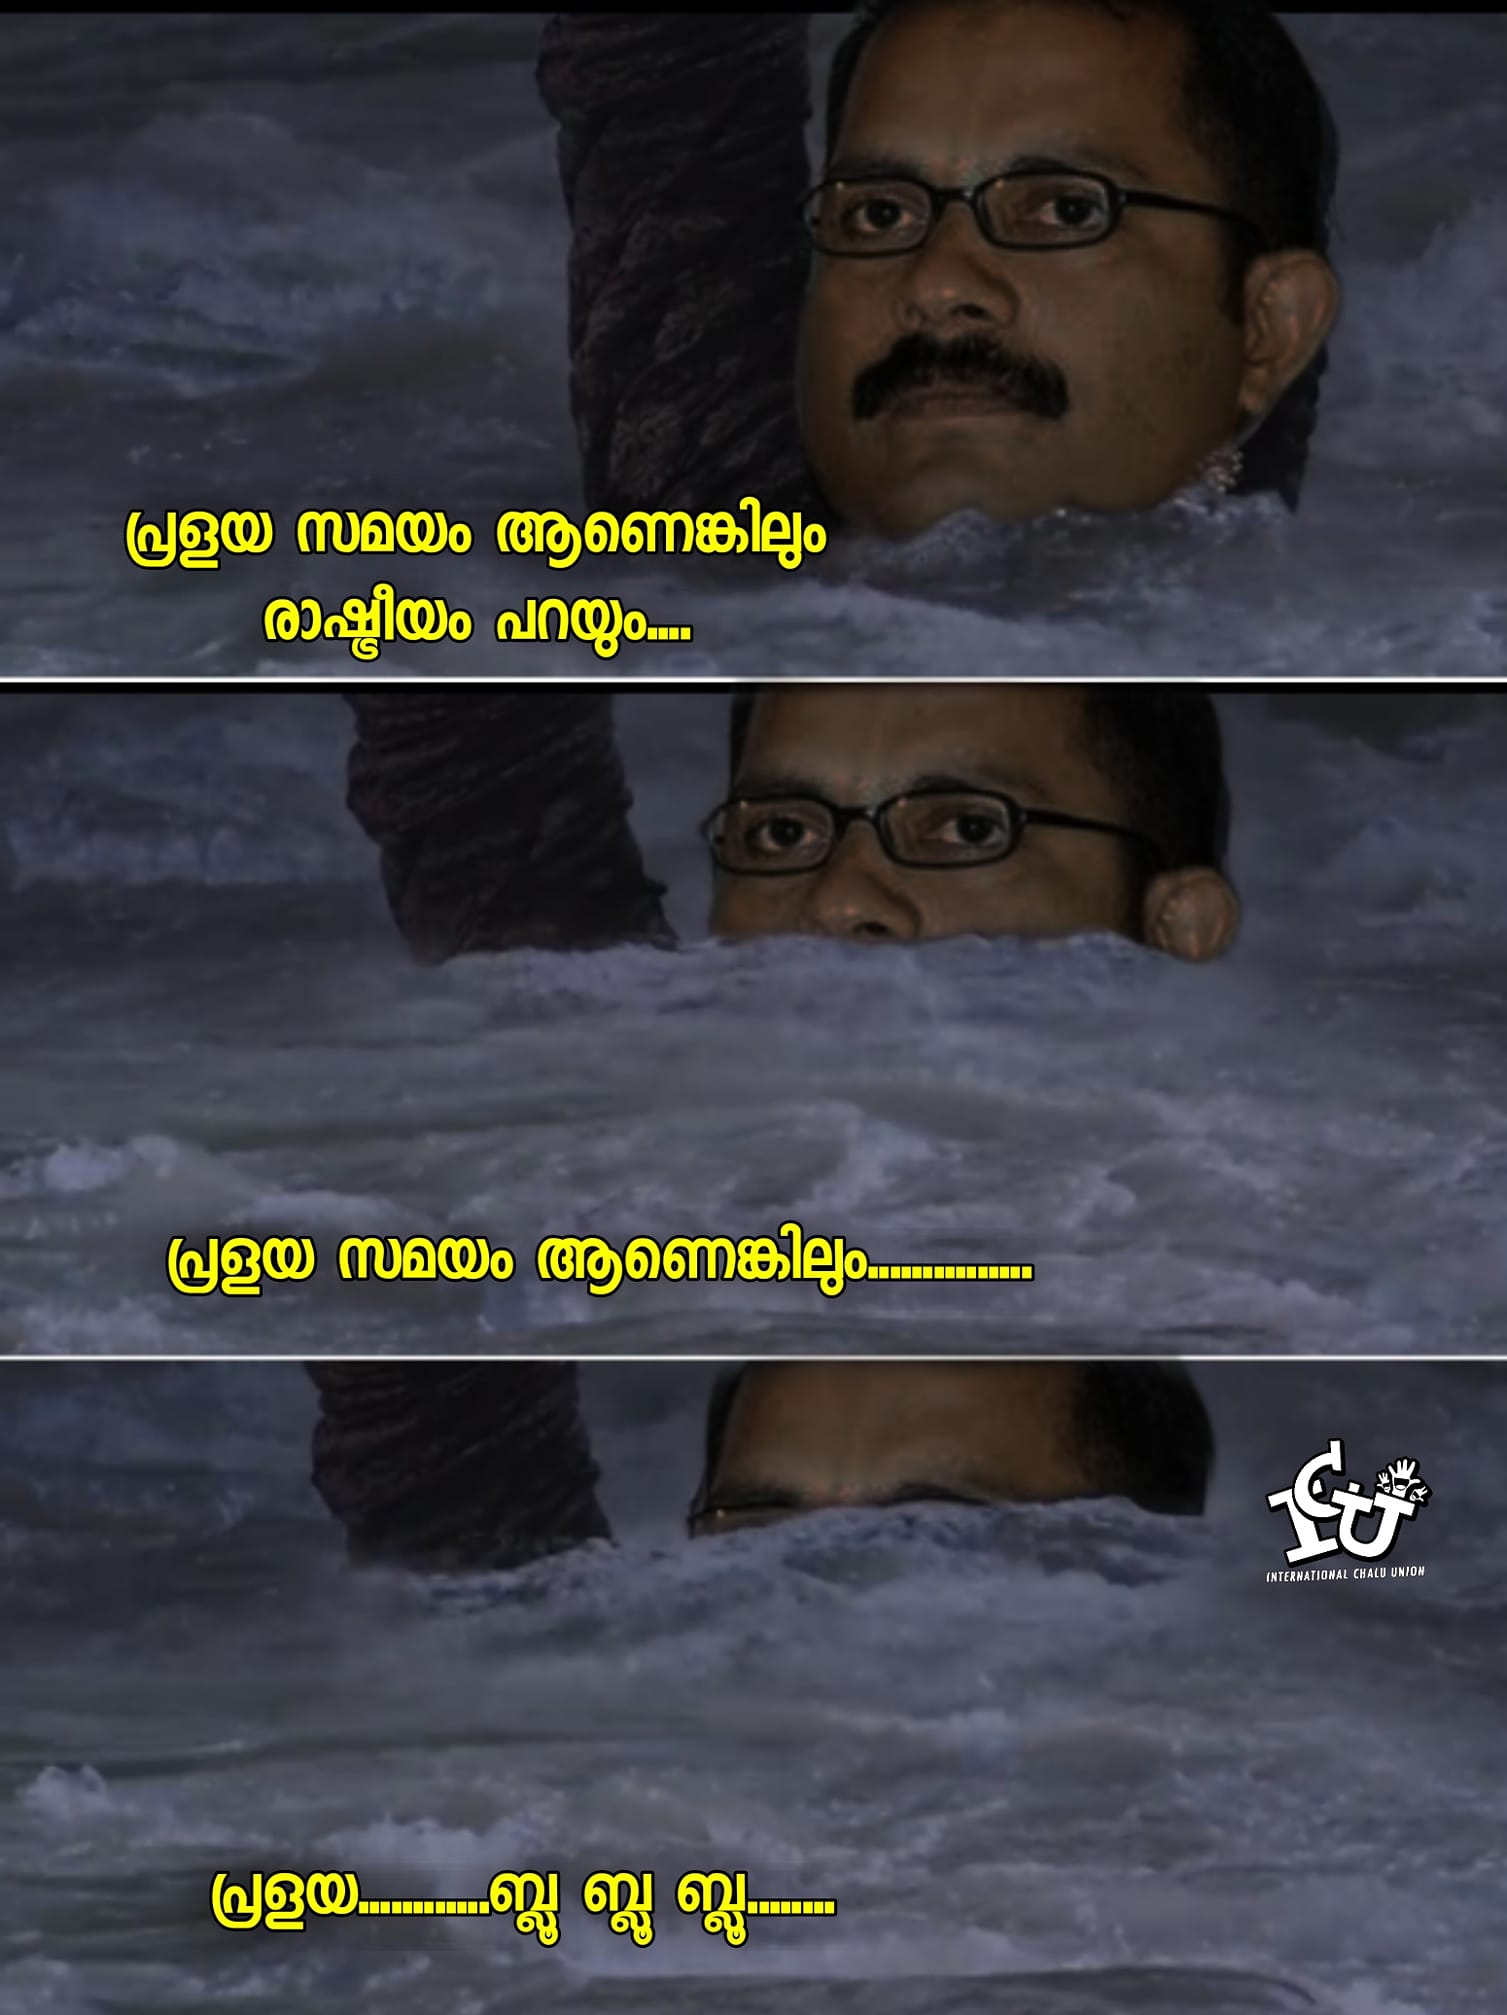 പ്രളയ സമയം ആണെങ്കിലും
രാഷ്ട്രീയം പറയും....
പ്രളയ സമയം ആണെങ്കിലും...............
ICU
INTERNATIONAL CHALU UNION
പ്രളയ............ബ്ലൂ ബ്ലൂ ബ്ലൂ........